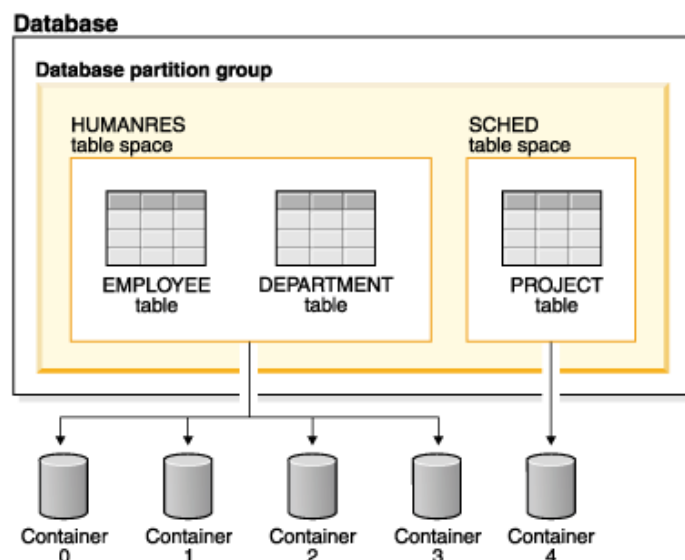 Database
Database partition group
HUMANRES
table space
SCHED
table space
EMPLOYEE
table
DEPARTMENT
table
PROJECT
table
Container
0
Container
1
Container
2
Container
3
Container
4